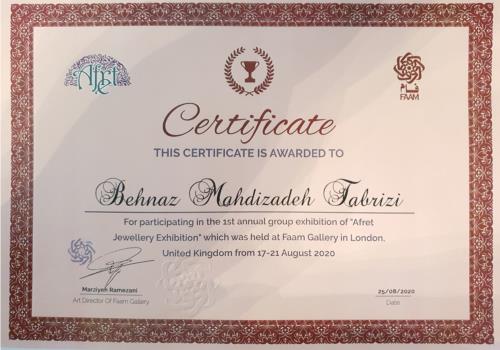 Afret
فام
FAAM
Certificate
THIS CERTIFICATE IS AWARDED TO
Behnaz Mahdizadeh Tabrizi
For participating in the 1st annual group exhibition of "Afret
Jewellery Exhibition" which was held at Faam Gallery in London.
United Kingdom from 17-21 August 2020
Marziyeh Ramezani
Art Director Of Faam Gallery
25/08/2020
Date